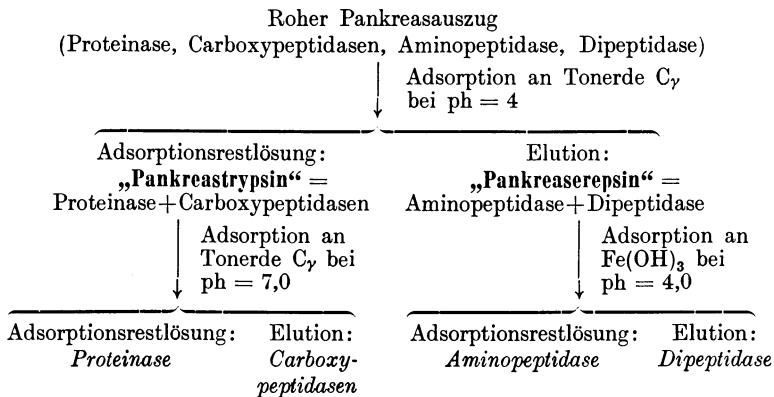 Roher Pankreasauszug
(Proteinase, Carboxypeptidasen, Aminopeptidase, Dipeptidase)
Adsorption an Tonerde Cγ
bei ph = 4
Adsorptionsrestlösung:
„Pankreastrypsin“ =
Proteinase+Carboxypeptidasen
Elution:
„Pankreaserepsin“ =
Aminopeptidase+Dipeptidase
Adsorption an
Tonerde Cγ bei
ph = 7,0
Adsorption an
Fe(OH)₃ bei
ph = 4,0
Adsorptionsrestlösung:
Proteinase
Elution:
Carboxy-
peptidasen
Adsorptionsrestlösung:
Aminopeptidase
Elution:
Dipeptidase